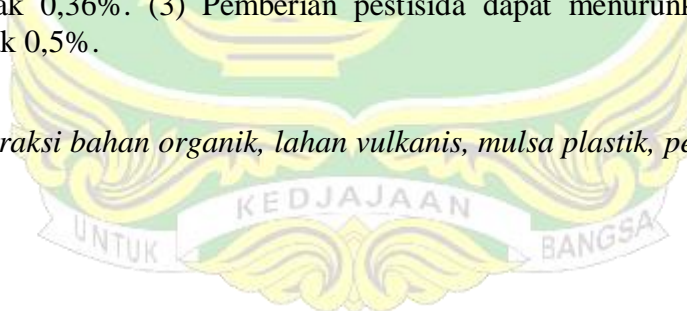 ak 0,36%. (3) Pemberian pestisida dapat menurunk
k 0,5%.
raksi bahan organik, lahan vulkanis, mulsa plastik, pe
UNTUK KEDJAJAAN BANGSA